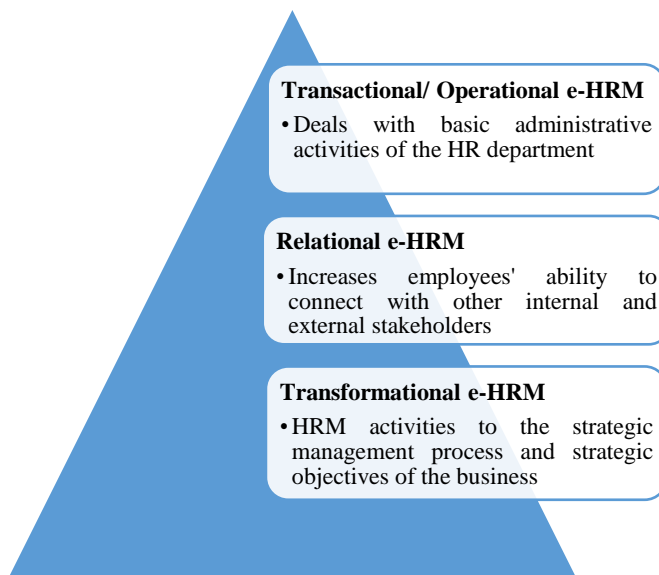 Transactional/ Operational e-HRM
•Deals with basic administrative
activities of the HR department
Relational e-HRM
•Increases employees' ability to
connect with other internal and
external stakeholders
Transformational e-HRM
•HRM activities to the strategic
management process and strategic
objectives of the business